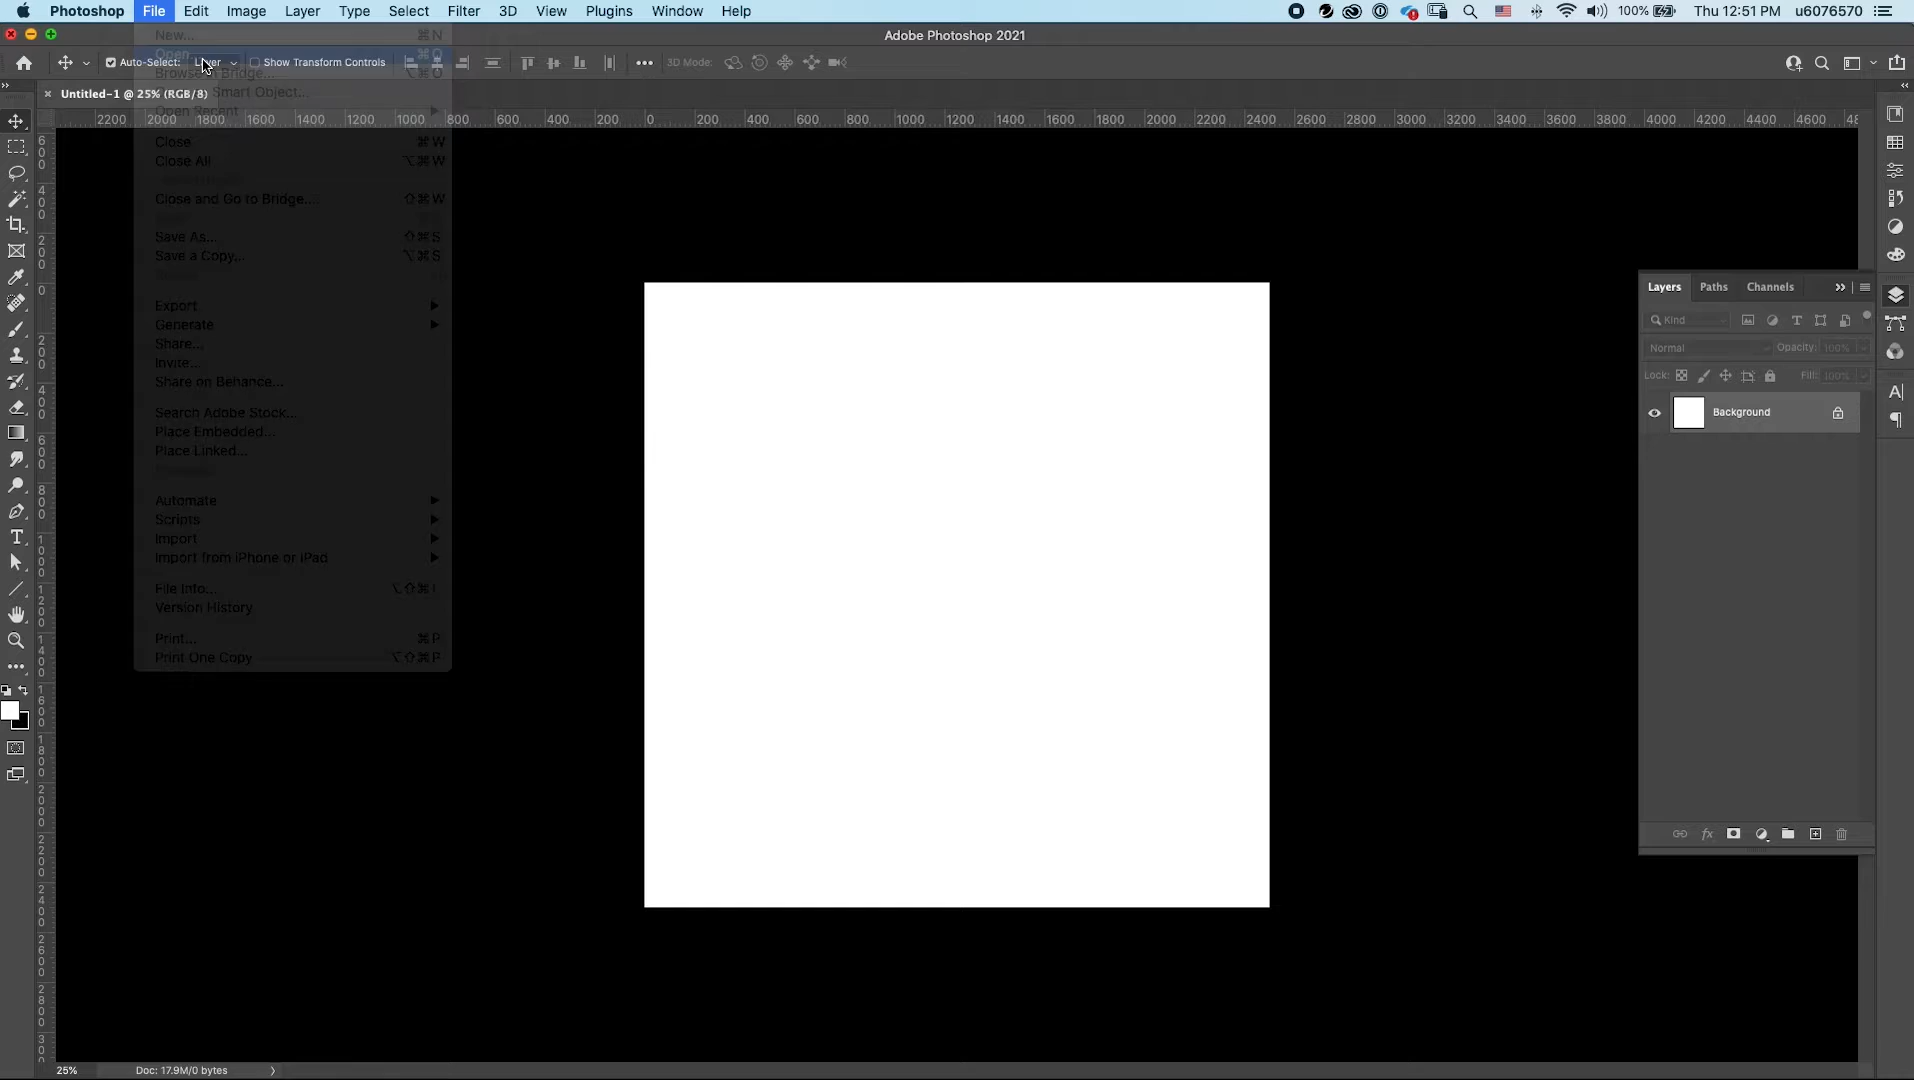 Photoshop File Edit Image Layer Type Select Filter 3D View Plugins Window Help 100% Thu 12:51 PM u6076570
Adobe Photoshop 2021
Auto-Select: Layer Show Transform Controls 3D Mode:
Untitled-1 @ 25% (RGB/8)
2200 2000 1800 1600 1400 1200 1000 800 600 400 200 0 200 400 600 800 1000 1200 1400 1600 1800 2000 2200 2400 2600 2800 3000 3200 3400 3600 3800 4000 4200 4400 4600
New... ⌘N
Open... ⌘O
Browse in Bridge... ⌥⌘O
Smart Object...
Open Recent
Close ⌘W
Close All ⌥⌘W
Close and Go to Bridge... ⇧⌘W
Save As... ⇧⌘S
Save a Copy... ⌥⌘S
Export
Generate
Share...
Invite...
Share on Behance...
Search Adobe Stock...
Place Embedded...
Place Linked...
Automate
Scripts
Import
Import from iPhone or iPad
File Info... ⌥⇧⌘I
Version History
Print... ⌘P
Print One Copy ⌥⇧⌘P
Layers Paths Channels
Kind
Normal Opacity: 100%
Lock: Fill: 100%
Background
25% Doc: 17.9M/0 bytes